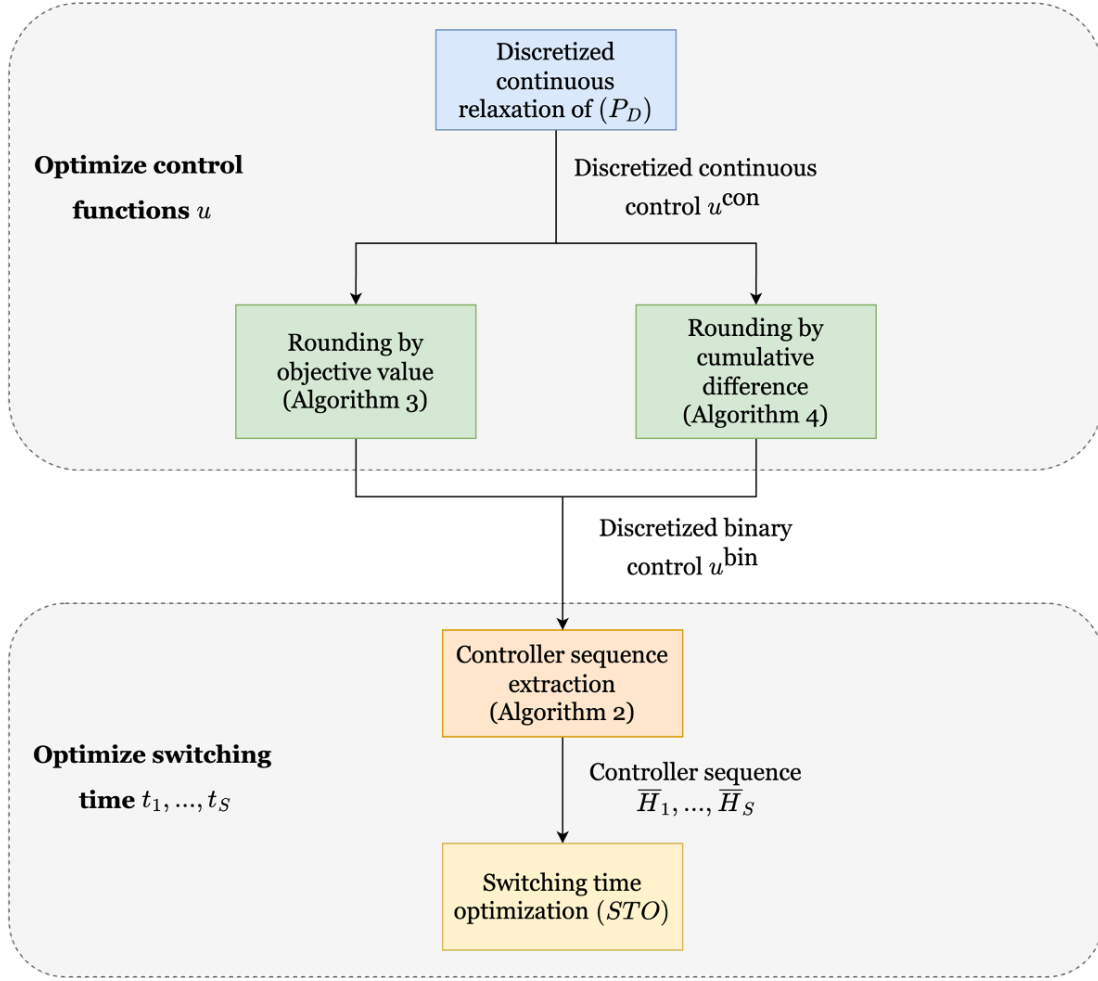 Discretized
continuous
relaxation of (P_D)
Optimize control
functions u
Discretized continuous
control u^con
Rounding by
objective value
(Algorithm 3)
Rounding by
cumulative
difference
(Algorithm 4)
Discretized binary
control u^bin
Controller sequence
extraction
(Algorithm 2)
Optimize switching
time t_1, ..., t_S
Controller sequence
H̅_1, ..., H̅_S
Switching time
optimization (STO)